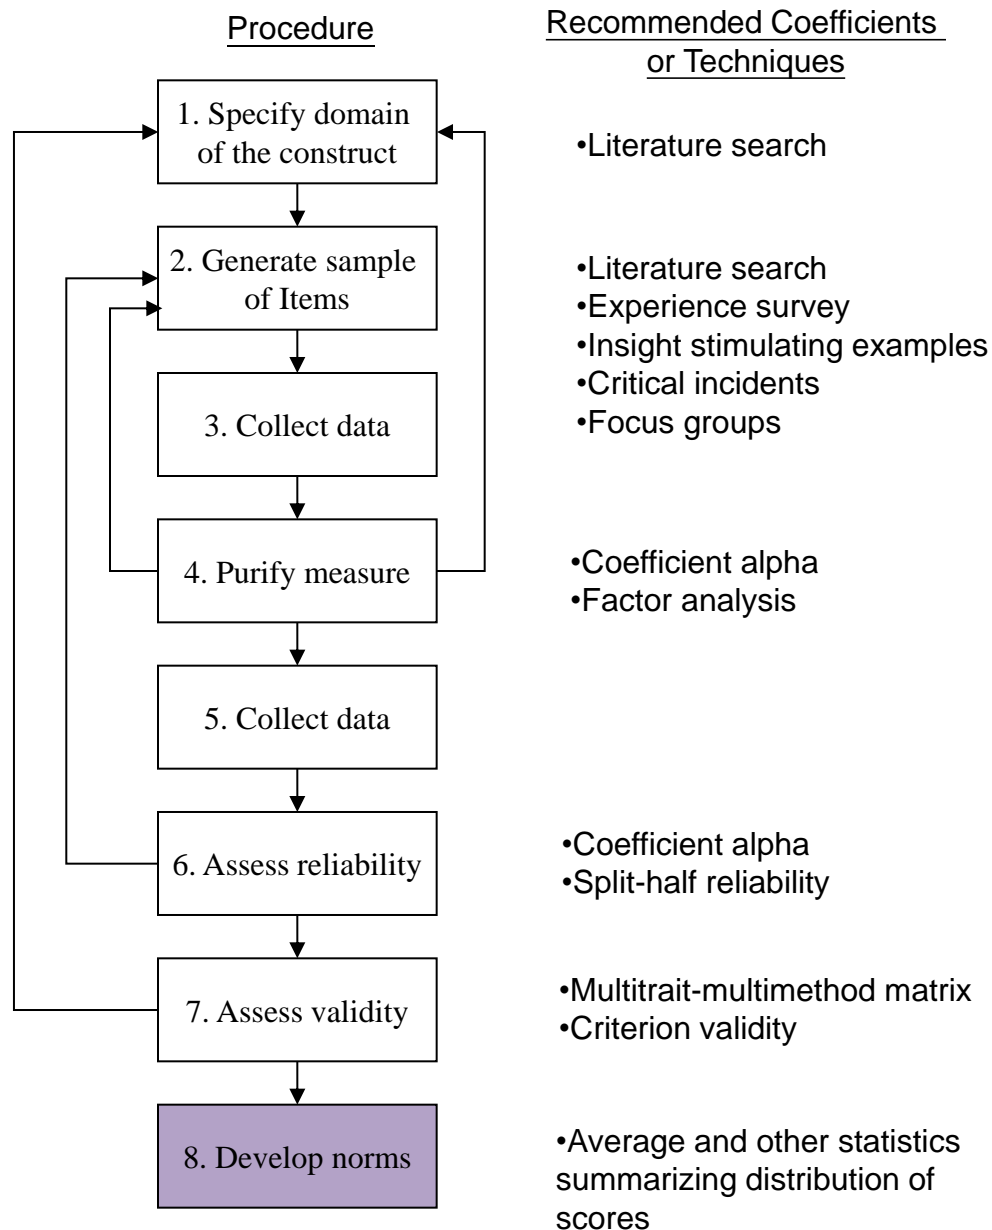 Procedure
Recommended Coefficients
or Techniques
1. Specify domain
of the construct
•Literature search
2. Generate sample
of Items
•Literature search
•Experience survey
•Insight stimulating examples
•Critical incidents
•Focus groups
3. Collect data
4. Purify measure
•Coefficient alpha
•Factor analysis
5. Collect data
6. Assess reliability
•Coefficient alpha
•Split-half reliability
7. Assess validity
•Multitrait-multimethod matrix
•Criterion validity
8. Develop norms
•Average and other statistics
summarizing distribution of
scores